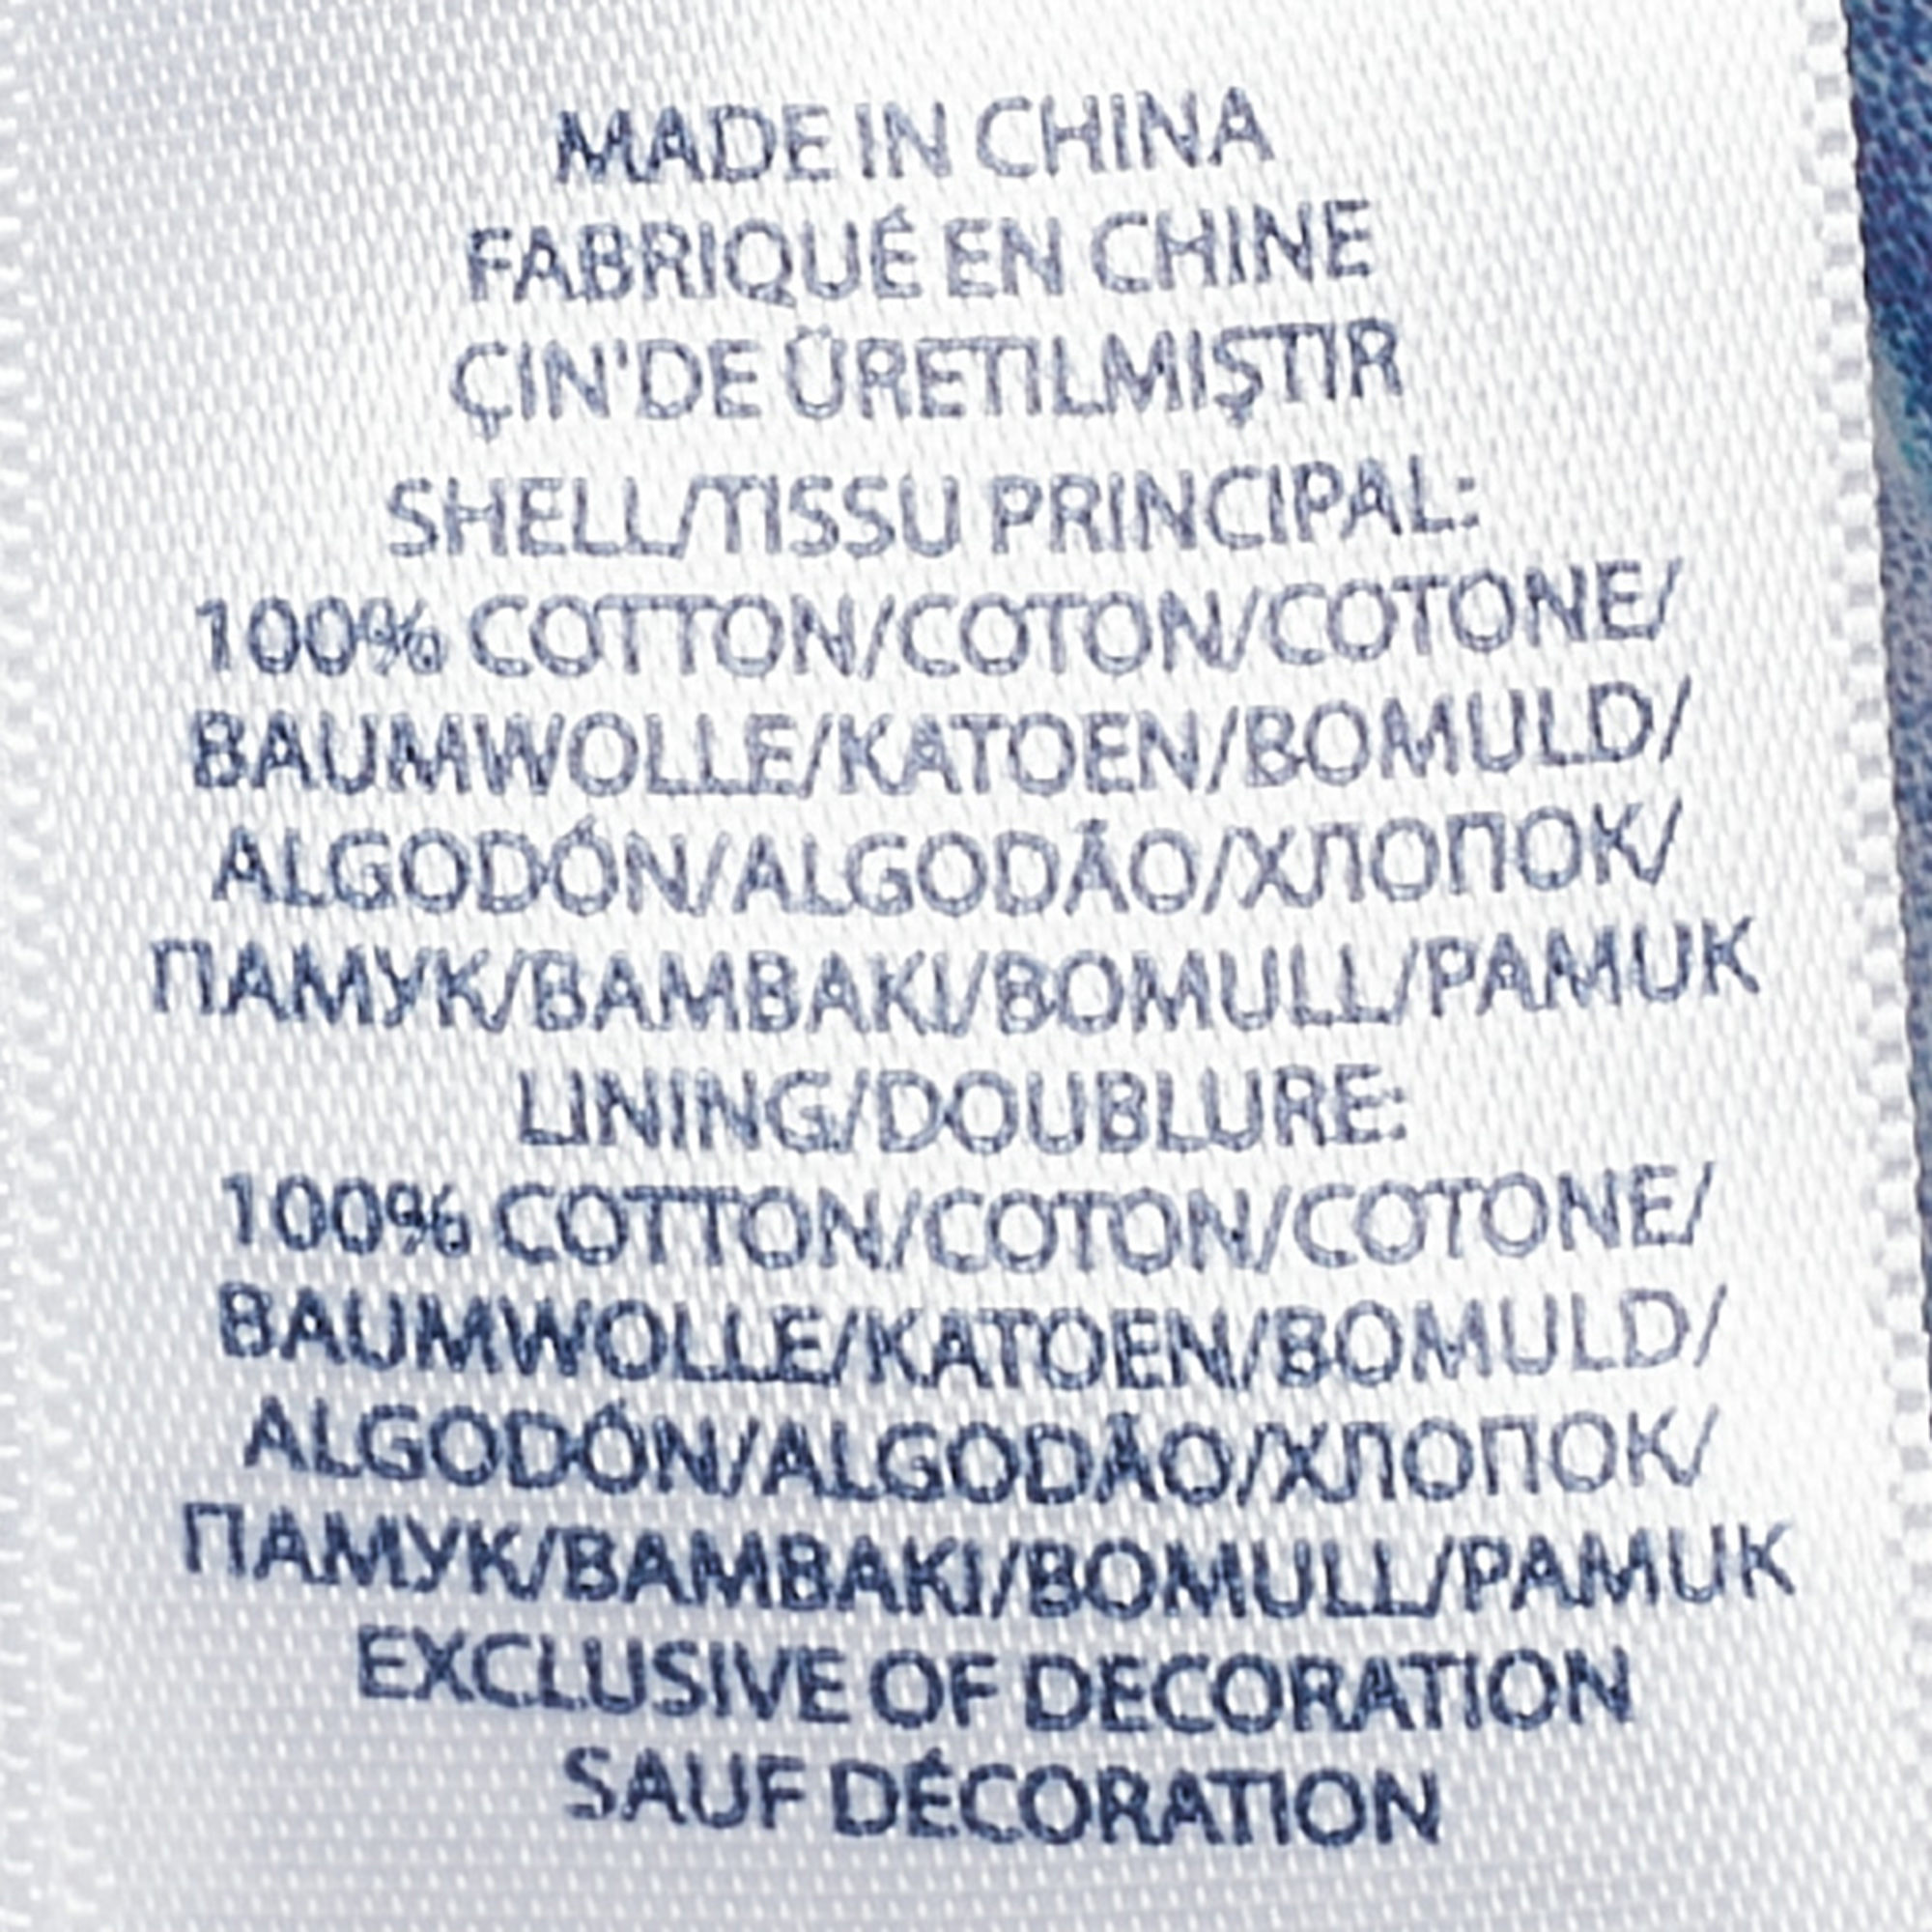 MADE IN CHINA
FABRIQUÉ EN CHINE
ÇIN'DE ÜRETILMIŞTIR
SHELL/TISSU PRINCIPAL:
100% COTTON/COTON/COTONE/
BAUMWOLLE/KATOEN/BOMULD/
ALGODÓN/ALGODÃO/ХЛОПОК/
ПАМУК/BAMBAKI/BOMULL/PAMUK
LINING/DOUBLURE:
100% COTTON/COTON/COTONE/
BAUMWOLLE/KATOEN/BOMULD/
ALGODÓN/ALGODÃO/ХЛОПОК/
ПАМУК/BAMBAKI/BOMULL/PAMUK
EXCLUSIVE OF DECORATION
SAUF DÉCORATION